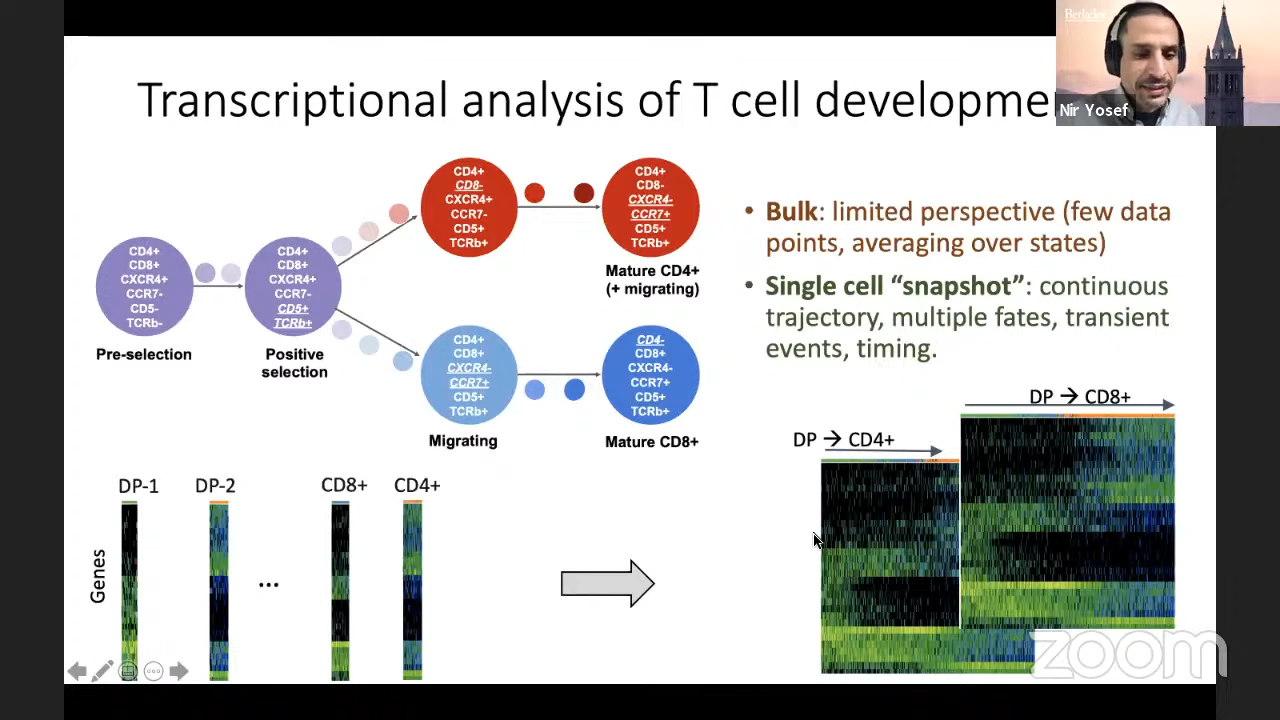 Berkeley
Nir Yosef
Transcriptional analysis of T cell
CD4+
CD8+
CXCR4+
CCR7-
CD5-
TCRb-
Pre-selection
CD4+
CD8+
CXCR4+
CCR7-
CD5+
TCRb+
Positive
selection
CD4+
CD8-
CXCR4+
CCR7-
CD5+
TCRb+
CD4+
CD8-
CXCR4-
CCR7+
CD5+
TCRb+
Mature CD4+
(+ migrating)
CD4+
CD8+
CXCR4-
CCR7+
CD5+
TCRb+
Migrating
CD4-
CD8+
CXCR4-
CCR7+
CD5+
TCRb+
Mature CD8+
• Bulk: limited perspective (few data
points, averaging over states)
• Single cell “snapshot”: continuous
trajectory, multiple fates, transient
events, timing.
DP → CD8+
DP → CD4+
DP-1
DP-2
CD8+
CD4+
Genes
...
zoom